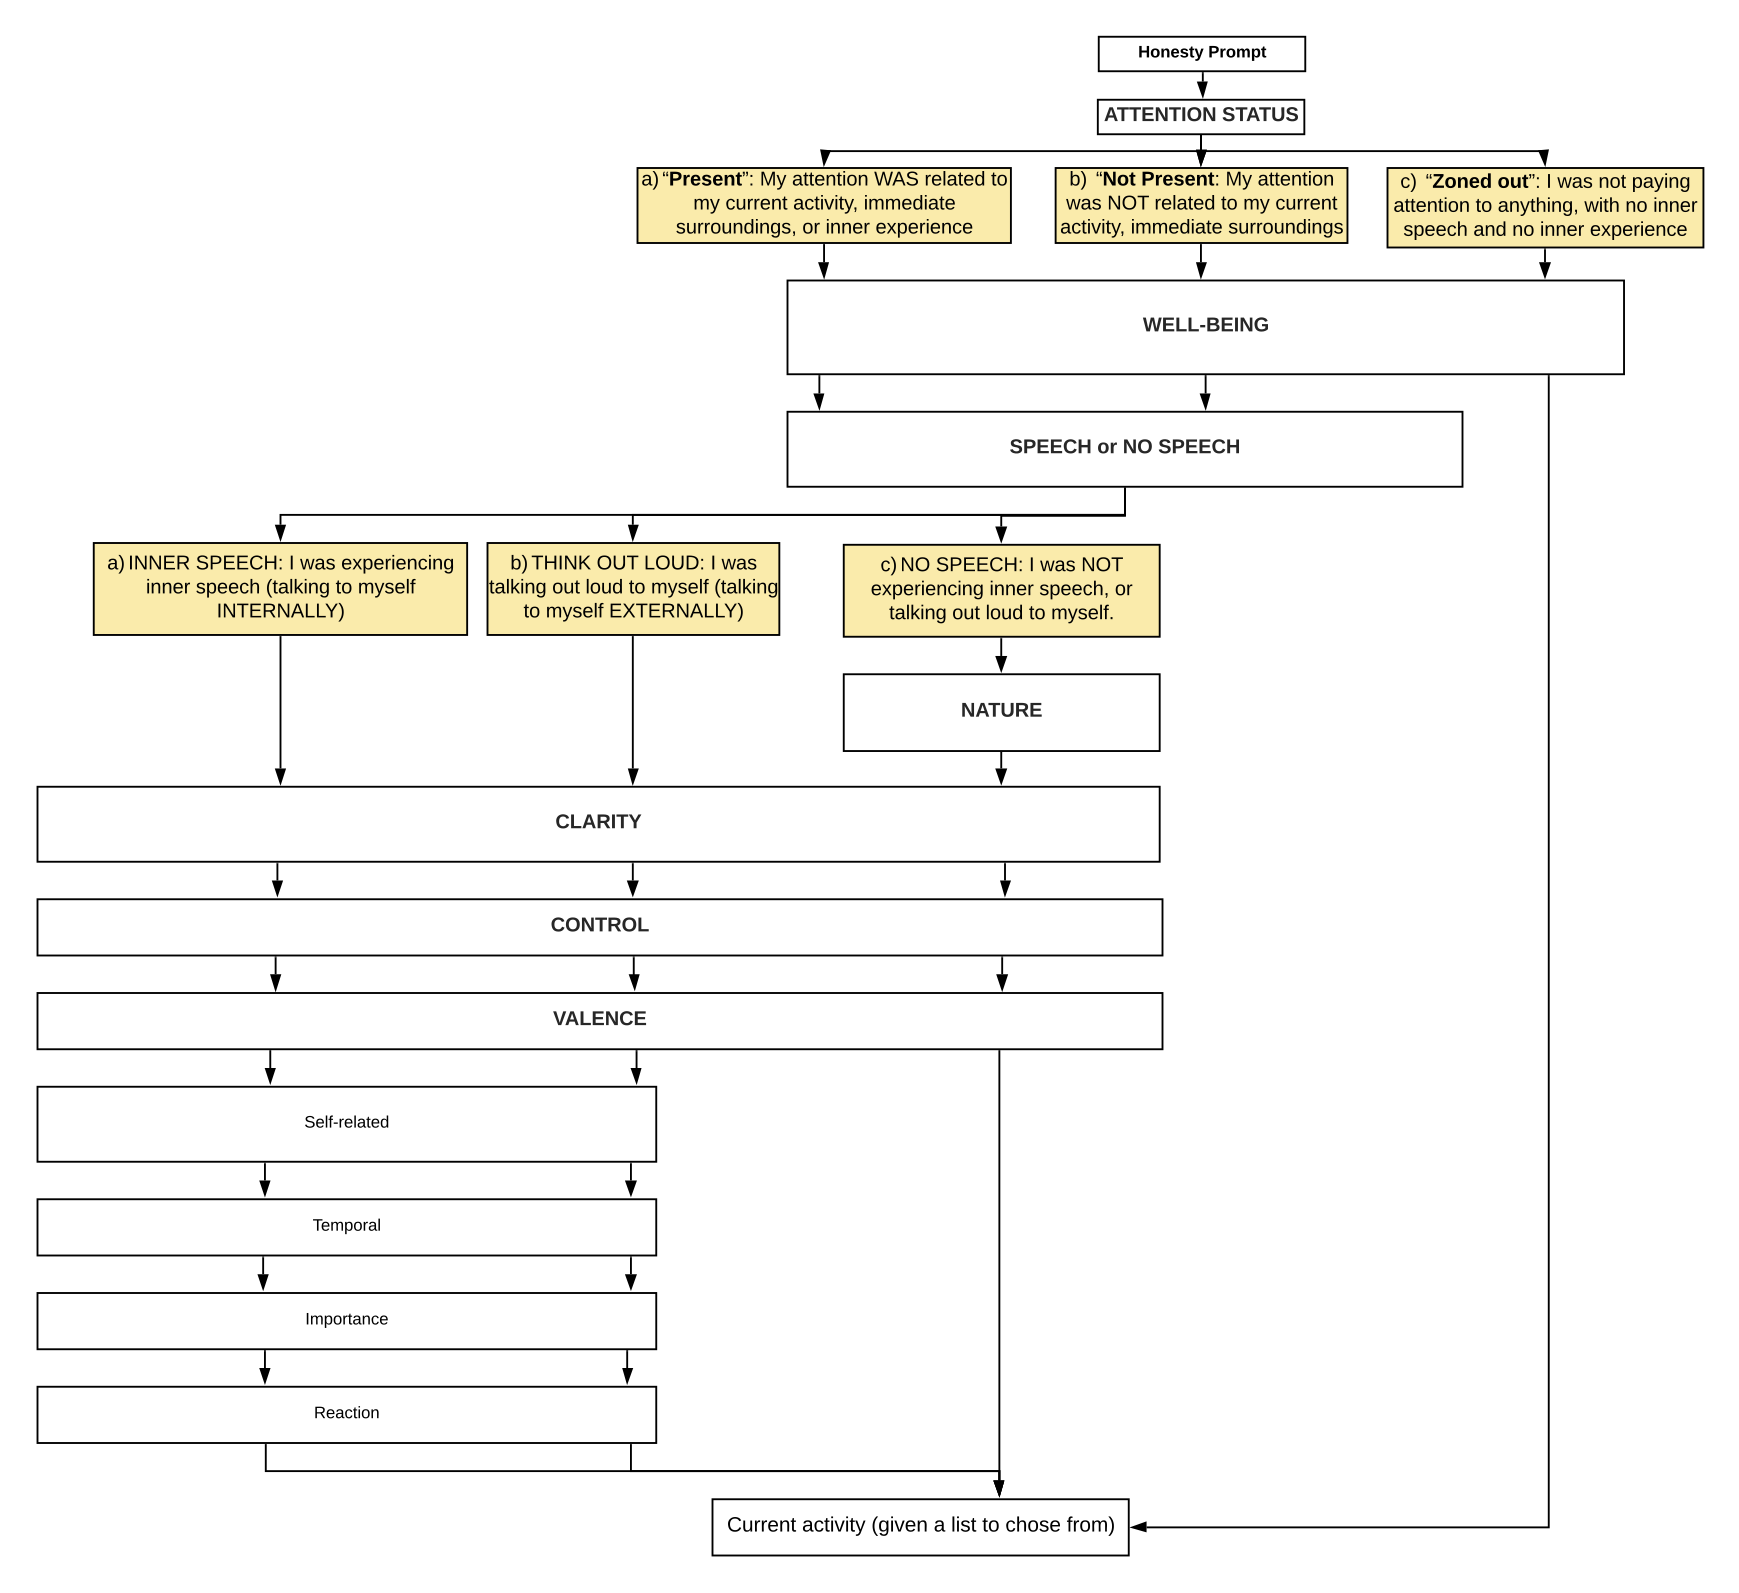 Honesty Prompt
ATTENTION STATUS
a) “Present”: My attention WAS related to
my current activity, immediate
surroundings, or inner experience
b) “Not Present: My attention
was NOT related to my current
activity, immediate surroundings
c) “Zoned out”: I was not paying
attention to anything, with no inner
speech and no inner experience
WELL-BEING
SPEECH or NO SPEECH
a) INNER SPEECH: I was experiencing
inner speech (talking to myself
INTERNALLY)
b) THINK OUT LOUD: I was
talking out loud to myself (talking
to myself EXTERNALLY)
c) NO SPEECH: I was NOT
experiencing inner speech, or
talking out loud to myself.
NATURE
CLARITY
CONTROL
VALENCE
Self-related
Temporal
Importance
Reaction
Current activity (given a list to chose from)